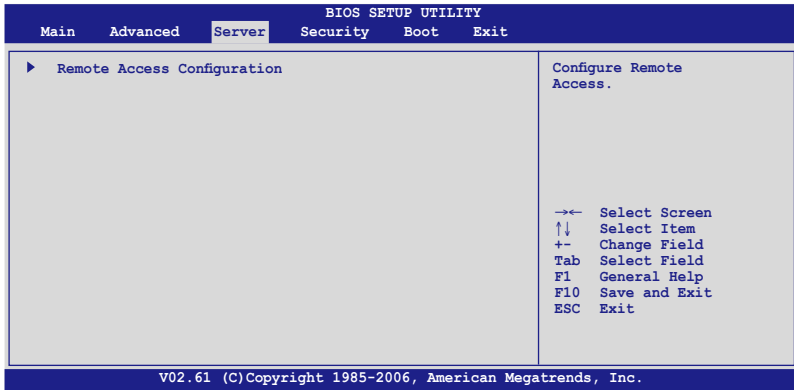 BIOS SETUP UTILITY
Main Advanced Server Security Boot Exit
Remote Access Configuration
Configure Remote
Access.
→← Select Screen
↑↓ Select Item
+- Change Field
Tab Select Field
F1 General Help
F10 Save and Exit
ESC Exit
V02.61 (C)Copyright 1985-2006, American Megatrends, Inc.